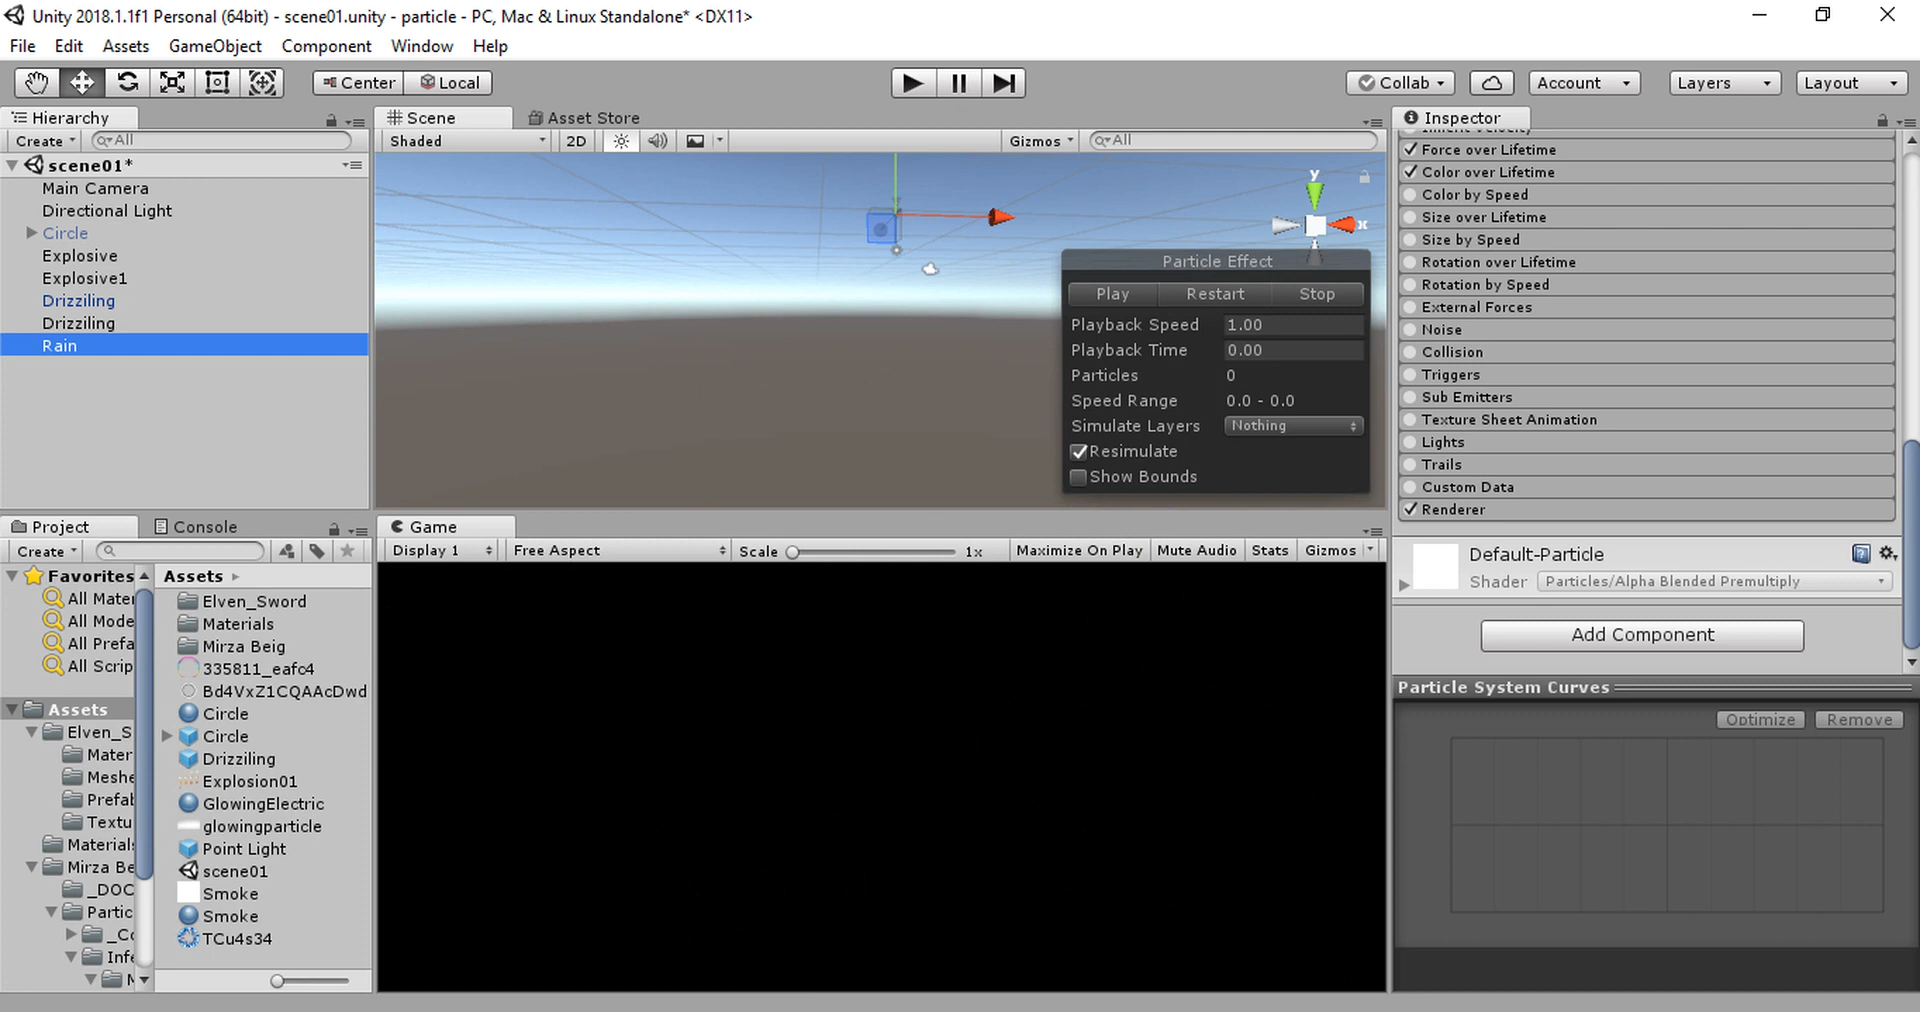 Unity 2018.1.1f1 Personal (64bit) - scene01.unity - particle - PC, Mac & Linux Standalone* <DX11>
File Edit Assets GameObject Component Window Help
Center Local Collab Account Layers Layout
Hierarchy
Create All
scene01*
Main Camera
Directional Light
Circle
Explosive
Explosive1
Drizziling
Drizziling
Rain
Scene Asset Store
Shaded 2D Gizmos All
y
x
Particle Effect
Play Restart Stop
Playback Speed 1.00
Playback Time 0.00
Particles 0
Speed Range 0.0 - 0.0
Simulate Layers Nothing
Resimulate
Show Bounds
Inspector
Inherit Velocity
Force over Lifetime
Color over Lifetime
Color by Speed
Size over Lifetime
Size by Speed
Rotation over Lifetime
Rotation by Speed
External Forces
Noise
Collision
Triggers
Sub Emitters
Texture Sheet Animation
Lights
Trails
Custom Data
Renderer
Default-Particle
Shader Particles/Alpha Blended Premultiply
Add Component
Particle System Curves
Optimize Remove
Project Console
Create
Favorites
All Mater
All Mode
All Prefa
All Scrip
Assets
Elven_S
Mater
Meshe
Prefab
Textu
Materials
Mirza Be
_DOC
Partic
_Co
Infe
M
Assets
Elven_Sword
Materials
Mirza Beig
335811_eafc4
Bd4VxZ1CQAAcDwd
Circle
Circle
Drizziling
Explosion01
GlowingElectric
glowingparticle
Point Light
scene01
Smoke
Smoke
TCu4s34
Game
Display 1 Free Aspect Scale 1x Maximize On Play Mute Audio Stats Gizmos